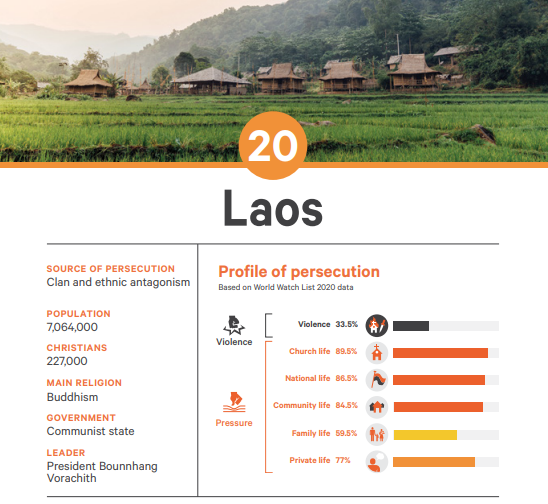 20
Laos
SOURCE OF PERSECUTION
Clan and ethnic antagonism
POPULATION
7,064,000
CHRISTIANS
227,000
MAIN RELIGION
Buddhism
GOVERNMENT
Communist state
LEADER
President Bounnhang
Vorachith
Profile of persecution
Based on World Watch List 2020 data
Violence
Violence 33.5%
Church life 89.5%
National life 86.5%
Community life 84.5%
Pressure
Family life 59.5%
Private life 77%